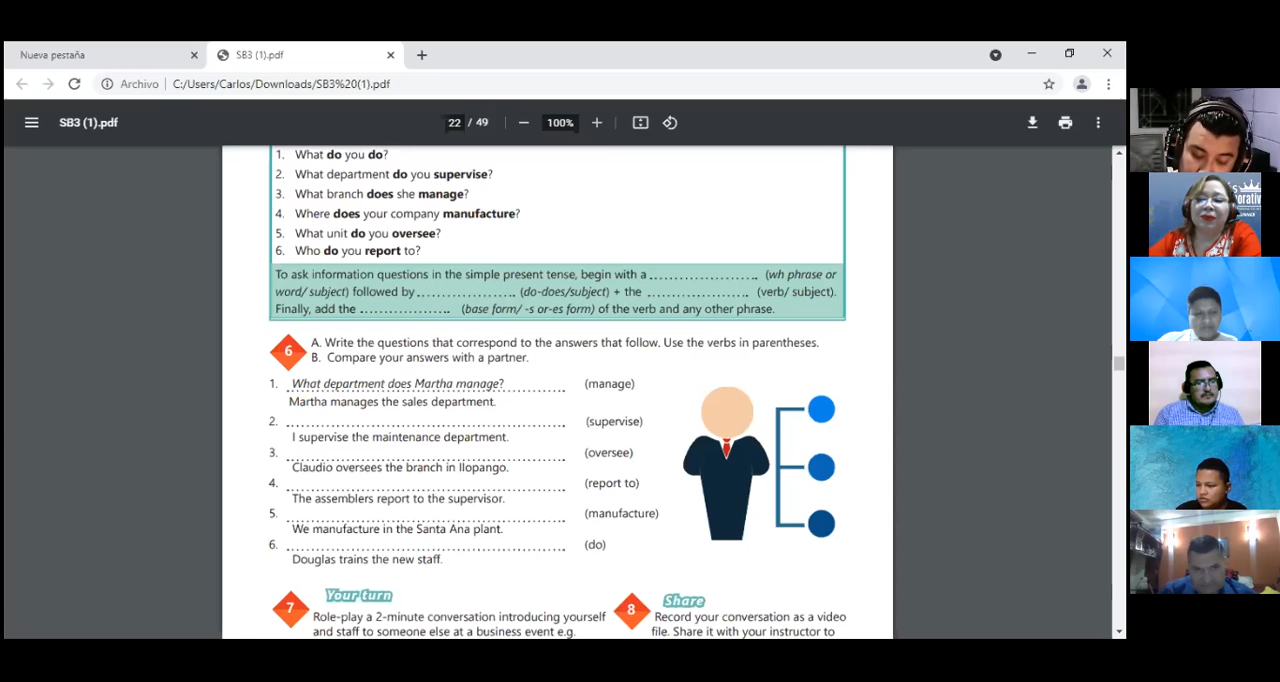 Nueva pestaña
SB3 (1).pdf
Archivo | C:/Users/Carlos/Downloads/SB3%20(1).pdf
SB3 (1).pdf
22 / 49
100%
1. What do you do?
2. What department do you supervise?
3. What branch does she manage?
4. Where does your company manufacture?
5. What unit do you oversee?
6. Who do you report to?
To ask information questions in the simple present tense, begin with a .................... (wh phrase or
word/ subject) followed by .................... (do-does/subject) + the .................... (verb/ subject).
Finally, add the .................... (base form/ -s or-es form) of the verb and any other phrase.
6
A. Write the questions that correspond to the answers that follow. Use the verbs in parentheses.
B. Compare your answers with a partner.
1. What department does Martha manage? (manage)
Martha manages the sales department.
2. (supervise)
I supervise the maintenance department.
3. (oversee)
Claudio oversees the branch in Ilopango.
4. (report to)
The assemblers report to the supervisor.
5. (manufacture)
We manufacture in the Santa Ana plant.
6. (do)
Douglas trains the new staff.
7
Your turn
Role-play a 2-minute conversation introducing yourself
and staff to someone else at a business event e.g.
8
Share
Record your conversation as a video
file. Share it with your instructor to